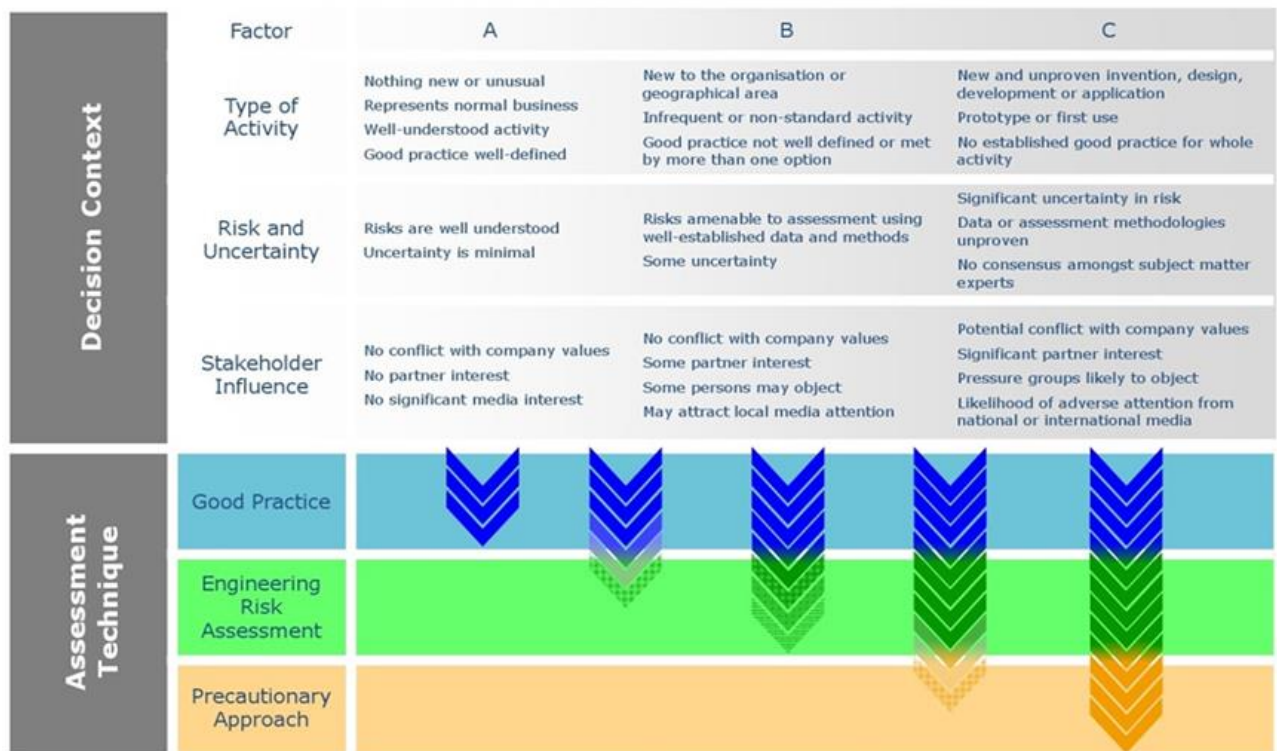 Decision Context
Factor
A
B
C
Type of
Activity
Nothing new or unusual
Represents normal business
Well-understood activity
Good practice well-defined
New to the organisation or
geographical area
Infrequent or non-standard activity
Good practice not well defined or met
by more than one option
New and unproven invention, design,
development or application
Prototype or first use
No established good practice for whole
activity
Risk and
Uncertainty
Risks are well understood
Uncertainty is minimal
Risks amenable to assessment using
well-established data and methods
Some uncertainty
Significant uncertainty in risk
Data or assessment methodologies
unproven
No consensus amongst subject matter
experts
Stakeholder
Influence
No conflict with company values
No partner interest
No significant media interest
No conflict with company values
Some partner interest
Some persons may object
May attract local media attention
Potential conflict with company values
Significant partner interest
Pressure groups likely to object
Likelihood of adverse attention from
national or international media
Assessment
Technique
Good Practice
Engineering
Risk
Assessment
Precautionary
Approach